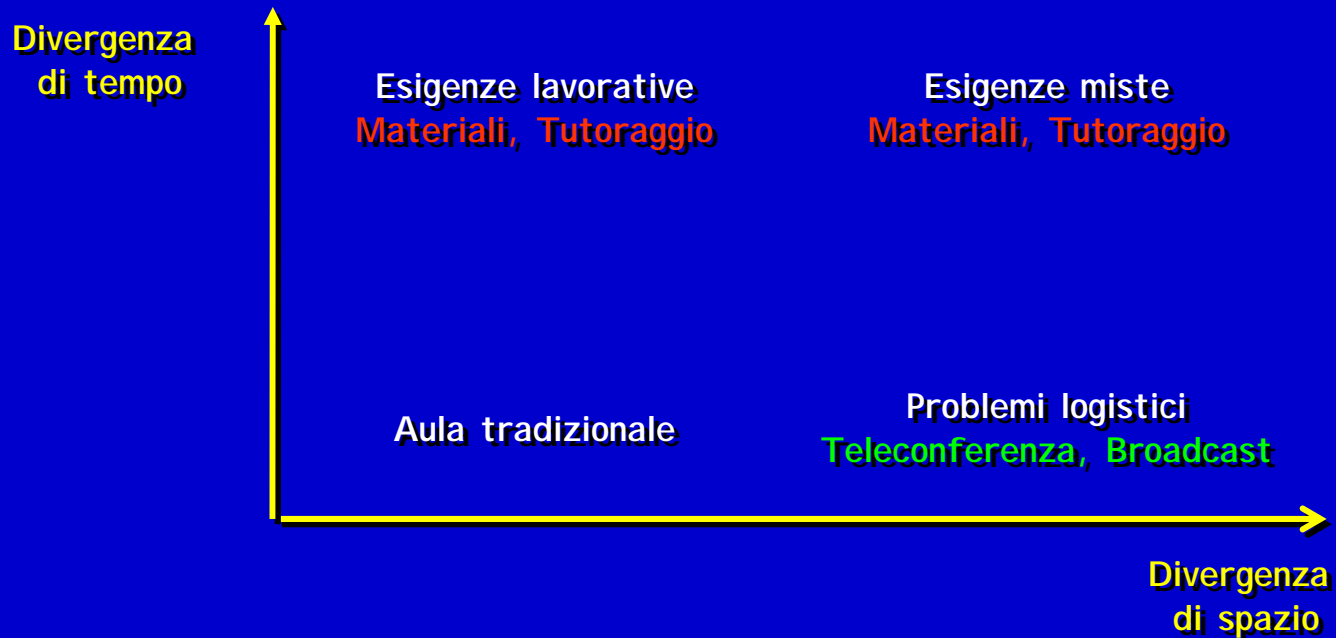 Divergenza
di tempo
Esigenze lavorative
Materiali, Tutoraggio
Esigenze miste
Materiali, Tutoraggio
Aula tradizionale
Problemi logistici
Teleconferenza, Broadcast
Divergenza
di spazio